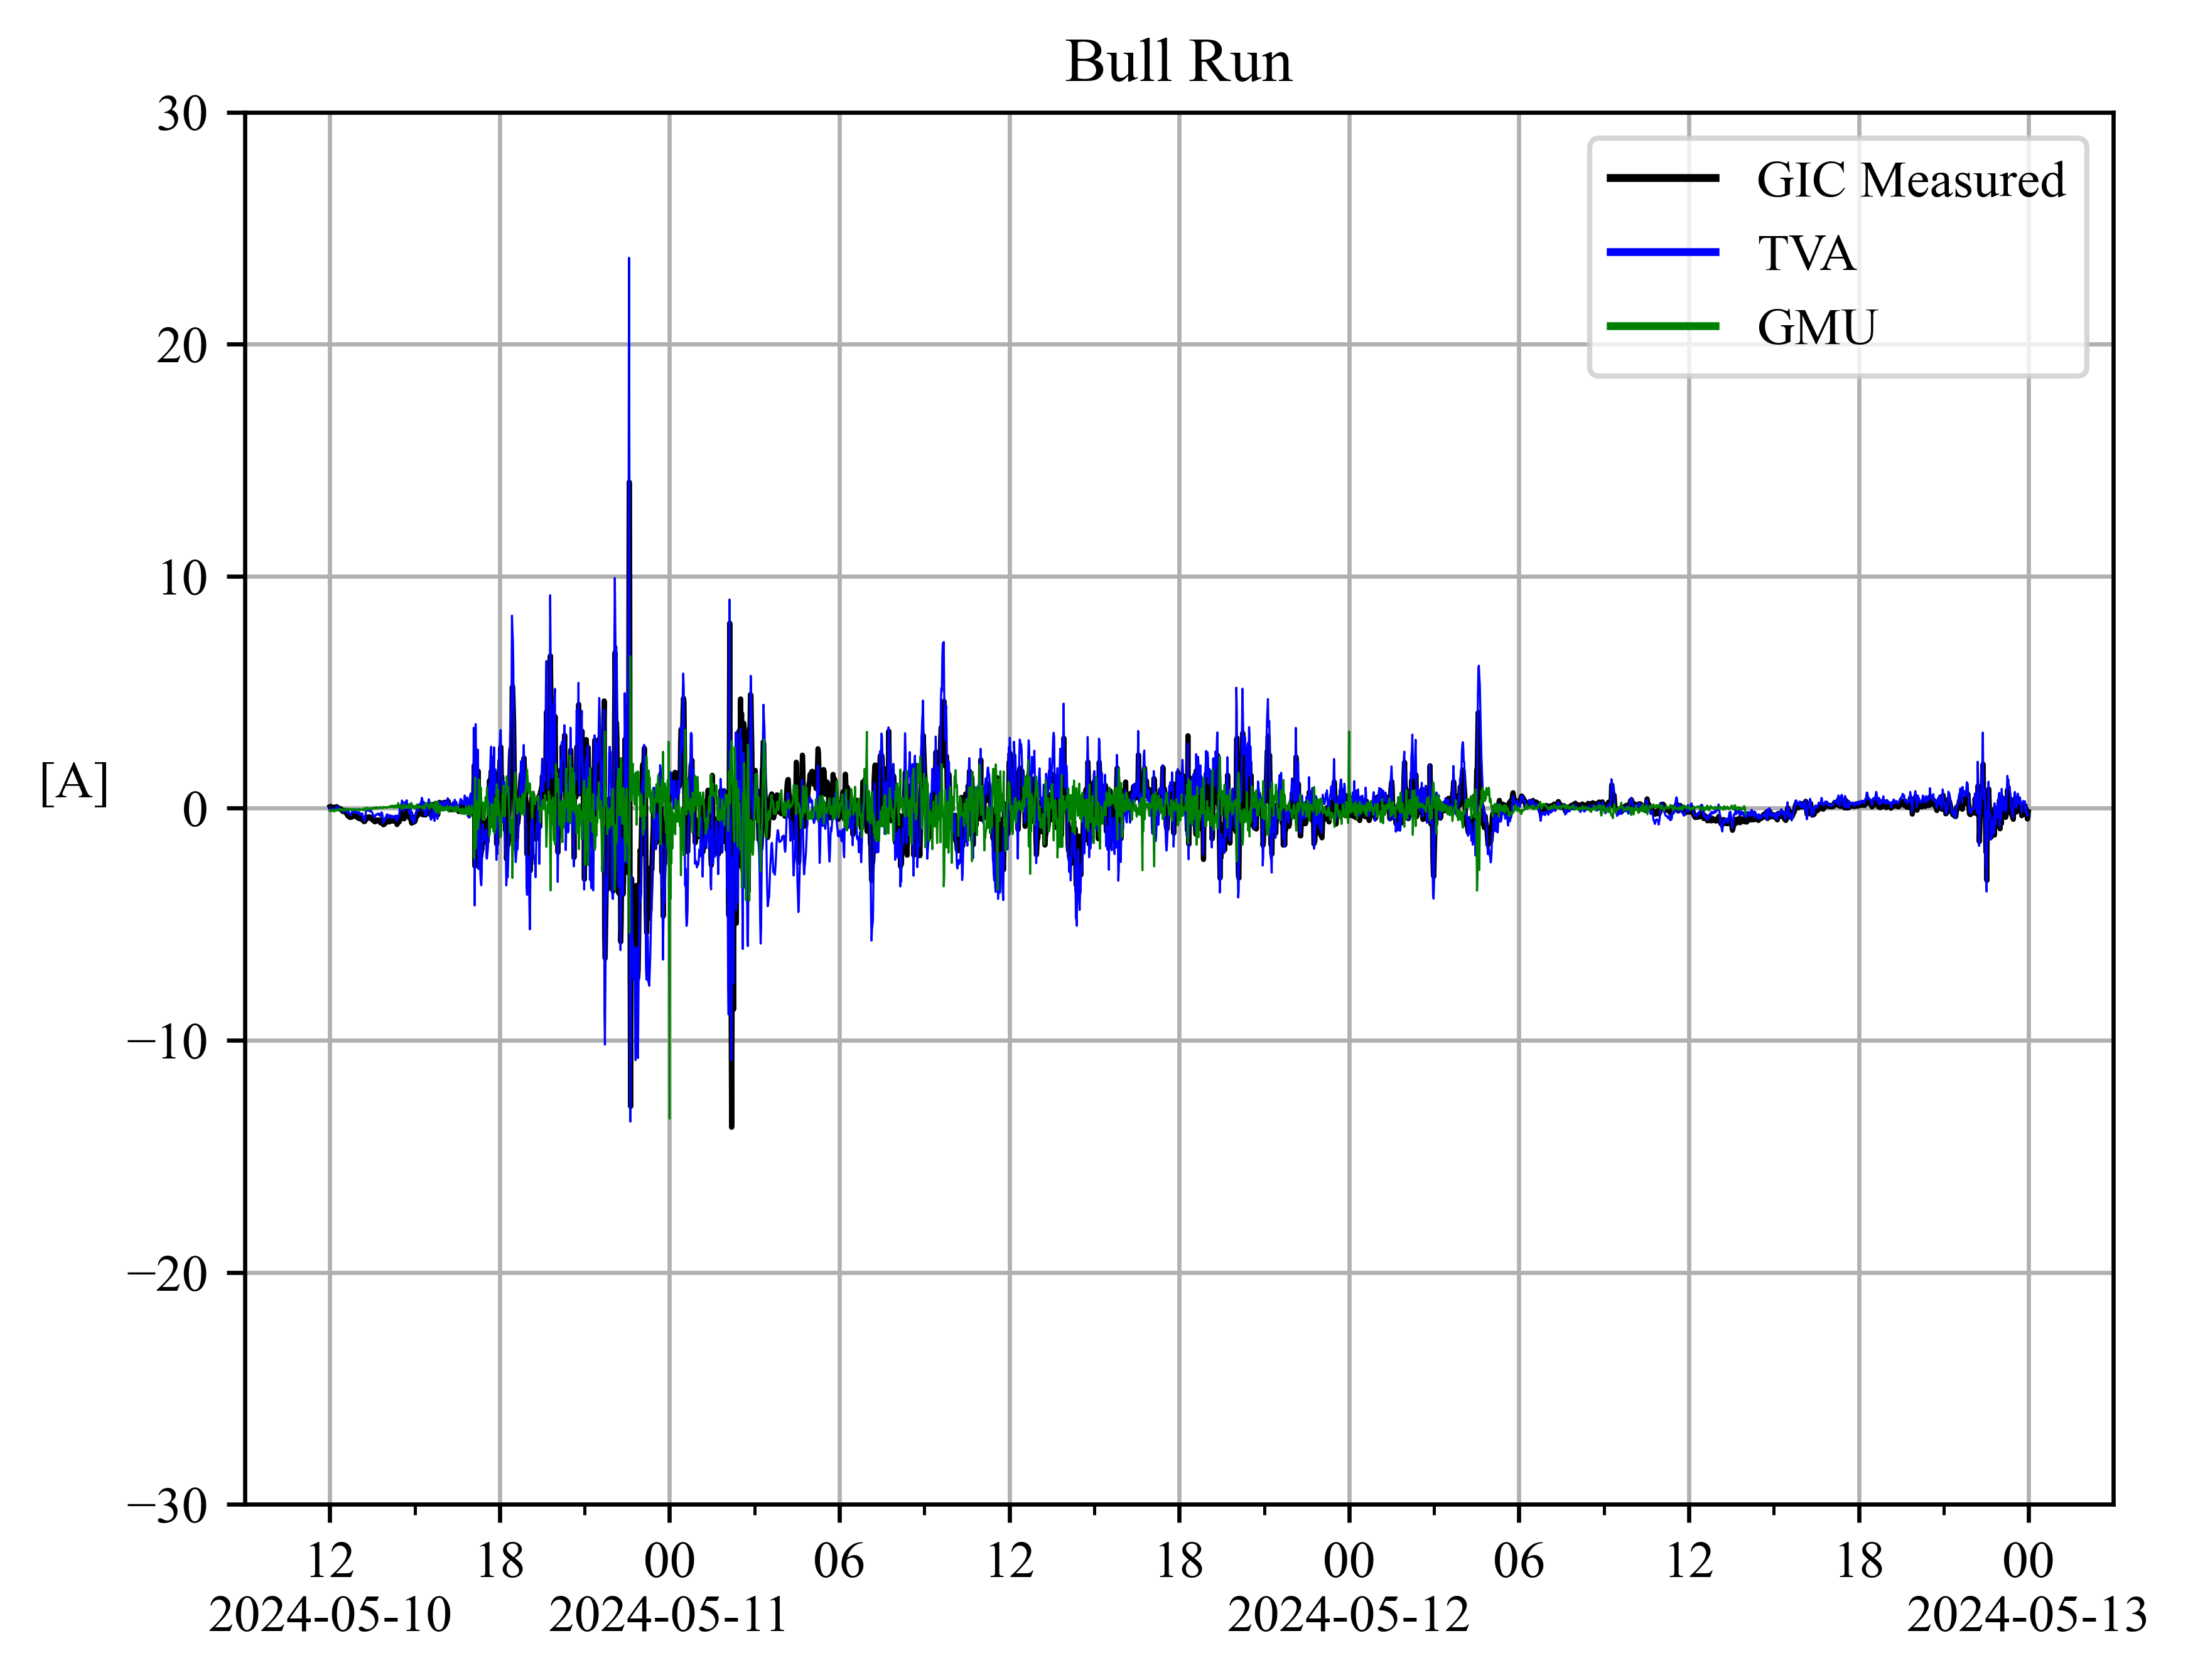 Bull Run
30
20
10
0
−10
−20
−30
[A]
GIC Measured
TVA
GMU
12 18 00 06 12 18 00 06 12 18 00
2024-05-10 2024-05-11 2024-05-12 2024-05-13